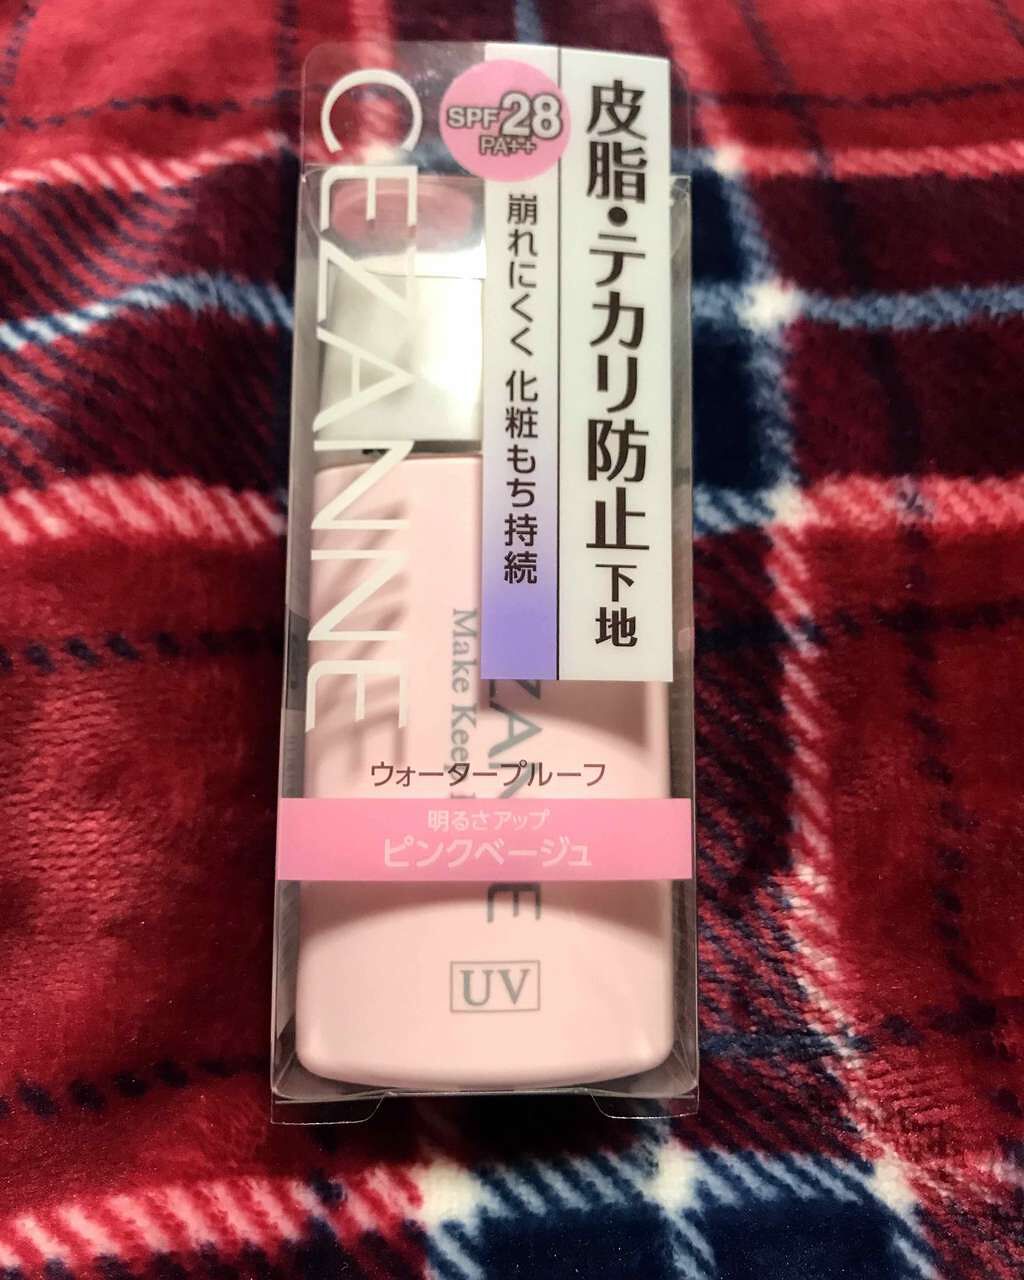 CEZANNE
SPF28
PA++
皮脂・テカリ防止下地
崩れにくく 化粧もち持続
Make Keep
ウォータープルーフ
明るさアップ
ピンクベージュ
UV